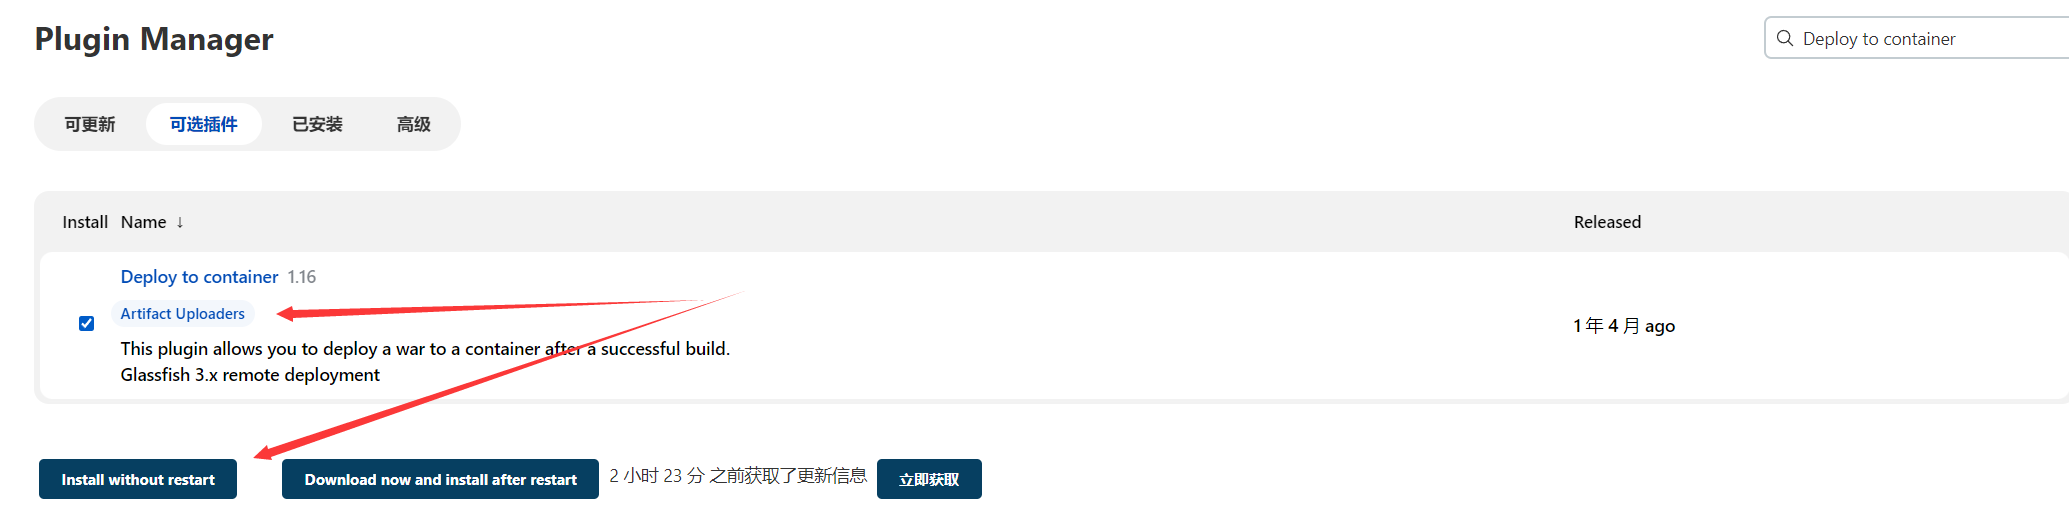 Plugin Manager
Deploy to container
可更新 可选插件 已安装 高级
Install Name ↓ Released
Deploy to container 1.16
Artifact Uploaders
This plugin allows you to deploy a war to a container after a successful build.
Glassfish 3.x remote deployment
1 年 4 月 ago
Install without restart Download now and install after restart 2 小时 23 分 之前获取了更新信息 立即获取